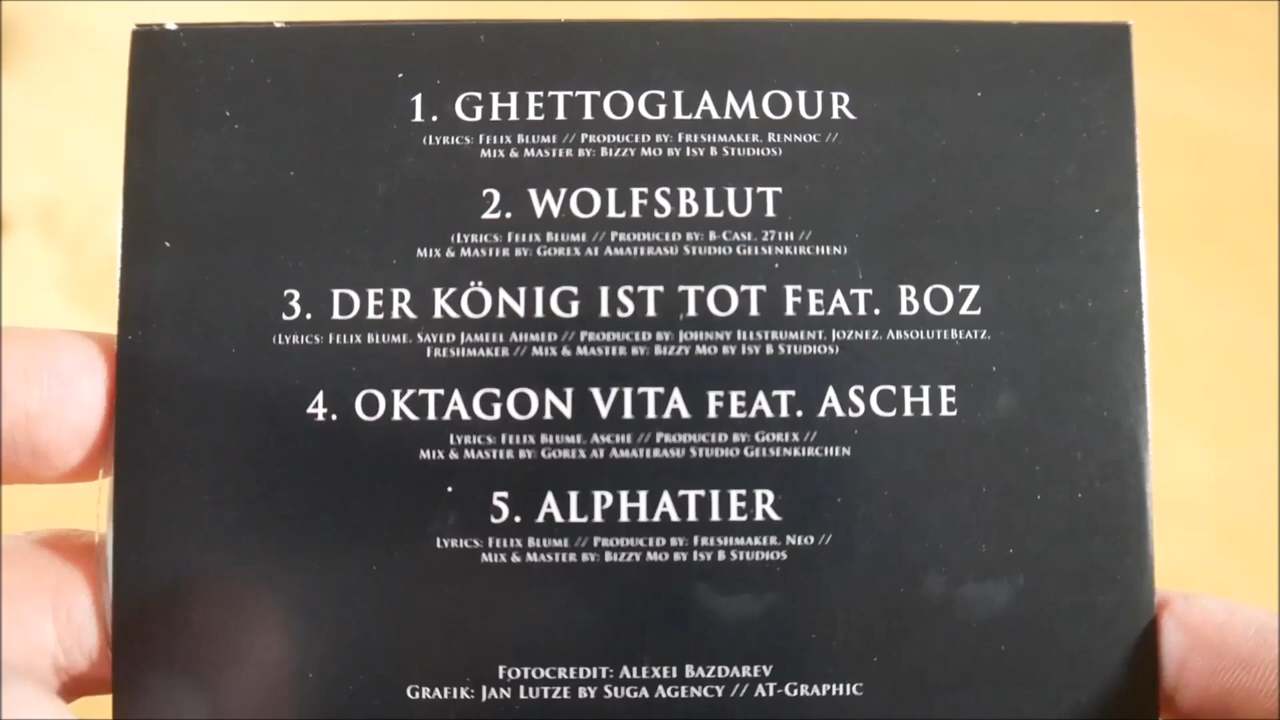 1. GHETTOGLAMOUR
(LYRICS: FELIX BLUME // PRODUCED BY: FRESHMAKER, RENNOC //
MIX & MASTER BY: BIZZY MO BY ISY B STUDIOS)
2. WOLFSBLUT
(LYRICS: FELIX BLUME // PRODUCED BY: B-CASE, 27TH //
MIX & MASTER BY: GOREX AT AMATERASU STUDIO GELSENKIRCHEN)
3. DER KÖNIG IST TOT FEAT. BOZ
(LYRICS: FELIX BLUME, SAYED JAMEEL AHMED // PRODUCED BY: JOHNNY ILLSTRUMENT, JOZNEZ, ABSOLUTEBEATZ,
FRESHMAKER // MIX & MASTER BY: BIZZY MO BY ISY B STUDIOS)
4. OKTAGON VITA FEAT. ASCHE
LYRICS: FELIX BLUME, ASCHE // PRODUCED BY: GOREX //
MIX & MASTER BY: GOREX AT AMATERASU STUDIO GELSENKIRCHEN
5. ALPHATIER
LYRICS: FELIX BLUME // PRODUCED BY: FRESHMAKER, NEO //
MIX & MASTER BY: BIZZY MO BY ISY B STUDIOS
FOTOCREDIT: ALEXEI BAZDAREV
GRAFIK: JAN LUTZE BY SUGA AGENCY // AT-GRAPHIC